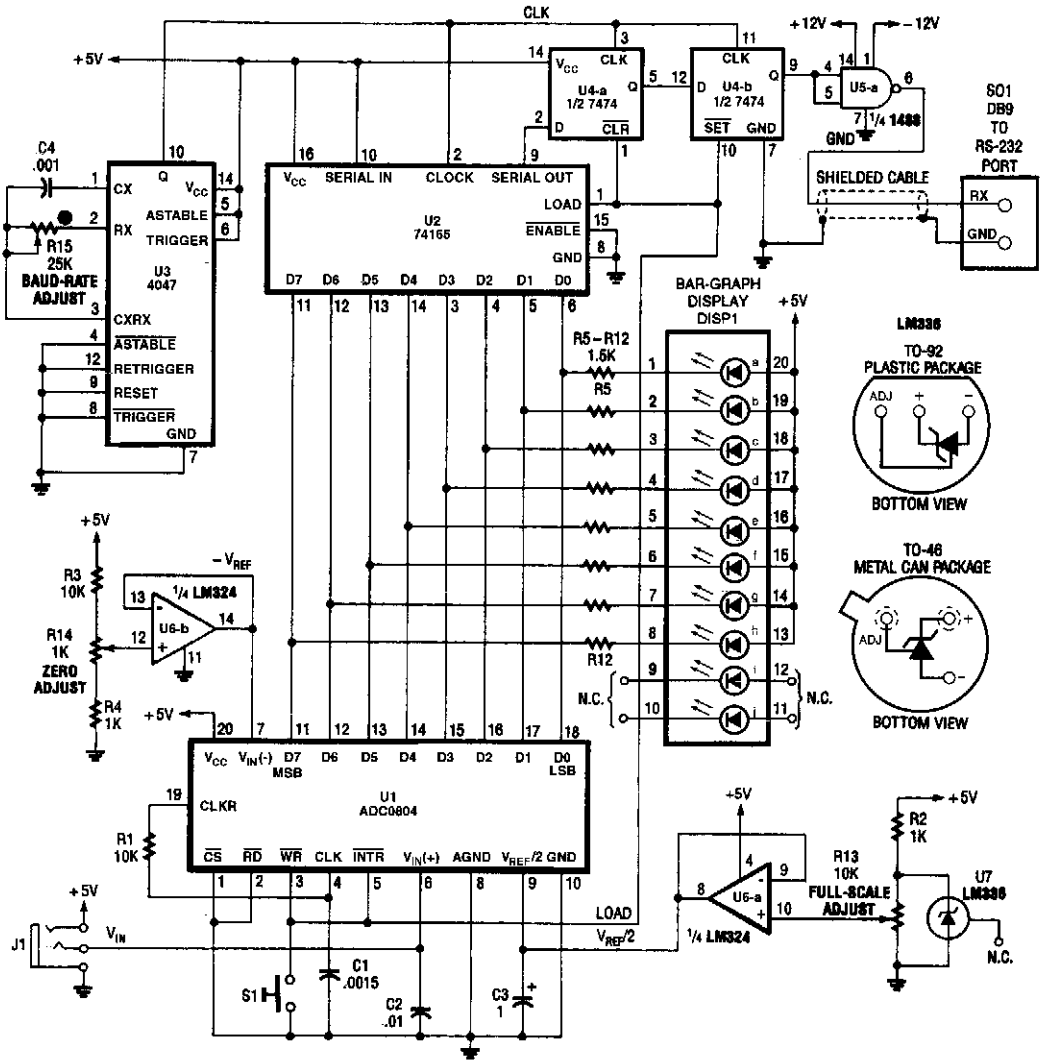 CLK
+12V
-12V
+5V
14
VCC
3
CLK
U4-a
1/2 7474
Q
5
2
D
CLR
1
11
CLK
12
D
U4-b
1/2 7474
Q
9
SET
GND
10
7
14
1
4
5
U5-a
6
7
1/4 1488
GND
SO1
DB9
TO
RS-232
PORT
RX
GND
SHIELDED CABLE
C4
.001
10
Q
1
CX
VCC
14
ASTABLE
5
TRIGGER
6
2
RX
R15
25K
BAUD-RATE
ADJUST
U3
4047
3
CXRX
4
ASTABLE
12
RETRIGGER
9
RESET
8
TRIGGER
GND
7
16
10
2
9
VCC
SERIAL IN
CLOCK
SERIAL OUT
LOAD
1
U2
74165
ENABLE
15
GND
8
D7
D6
D5
D4
D3
D2
D1
D0
11
12
13
14
3
4
5
6
BAR-GRAPH
DISPLAY
DISP1
+5V
R5-R12
1.5K
R5
R12
1
a
20
2
b
19
3
c
18
4
d
17
5
e
16
6
f
15
7
g
14
8
h
13
9
i
12
10
j
11
N.C.
N.C.
LM336
TO-92
PLASTIC PACKAGE
ADJ
+
-
BOTTOM VIEW
TO-46
METAL CAN PACKAGE
ADJ
+
-
BOTTOM VIEW
+5V
R3
10K
R14
1K
ZERO
ADJUST
R4
1K
-VREF
1/4 LM324
13
-
U6-b
14
12
+
11
+5V
20
7
11
12
13
14
15
16
17
18
VCC
VIN(-)
D7
MSB
D6
D5
D4
D3
D2
D1
D0
LSB
19
CLKR
U1
ADC0804
R1
10K
CS
RD
WR
CLK
INTR
VIN(+)
AGND
VREF/2
GND
1
2
3
4
5
6
8
9
10
+5V
J1
VIN
LOAD
VREF/2
S1
C1
.0015
C2
.01
C3
1
+
+5V
4
8
9
-
U6-a
+
10
1/4 LM324
+5V
R2
1K
R13
10K
FULL-SCALE
ADJUST
U7
LM336
N.C.